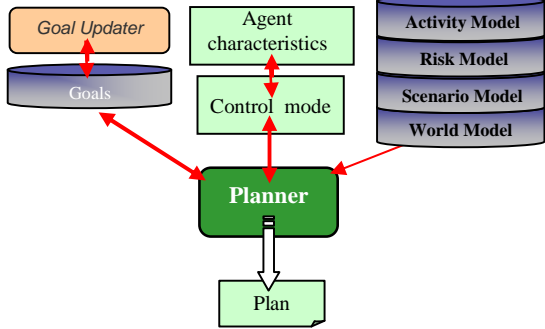 Goal Updater
Goals
Agent
characteristics
Control mode
Activity Model
Risk Model
Scenario Model
World Model
Planner
Plan